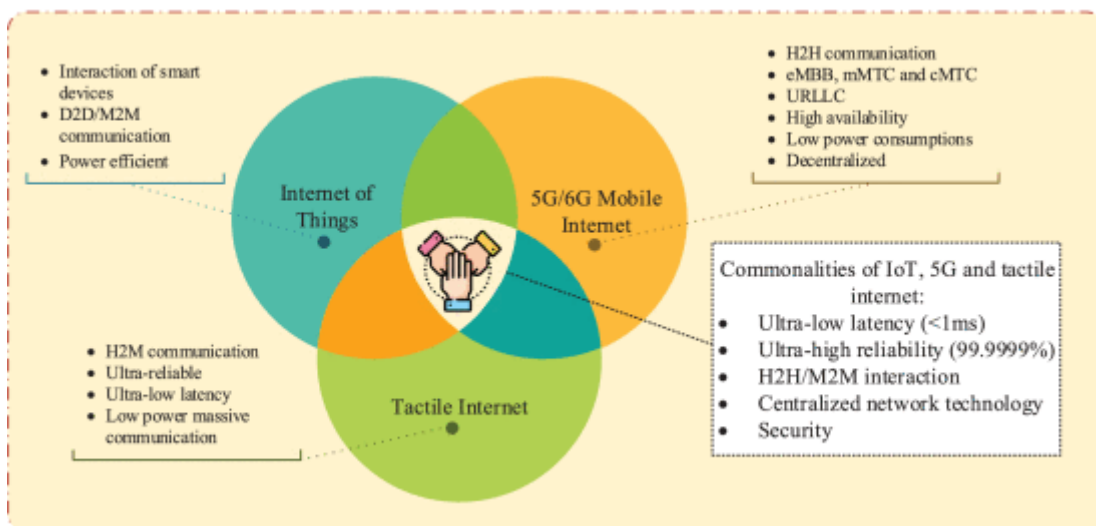 • Interaction of smart
devices
• D2D/M2M
communication
• Power efficient
• H2H communication
• eMBB, mMTC and cMTC
• URLLC
• High availability
• Low power consumptions
• Decentralized
Internet of
Things
5G/6G Mobile
Internet
Commonalities of IoT, 5G and tactile
internet:
• Ultra-low latency (<1ms)
• Ultra-high reliability (99.9999%)
• H2H/M2M interaction
• Centralized network technology
• Security
• H2M communication
• Ultra-reliable
• Ultra-low latency
• Low power massive
communication
Tactile Internet